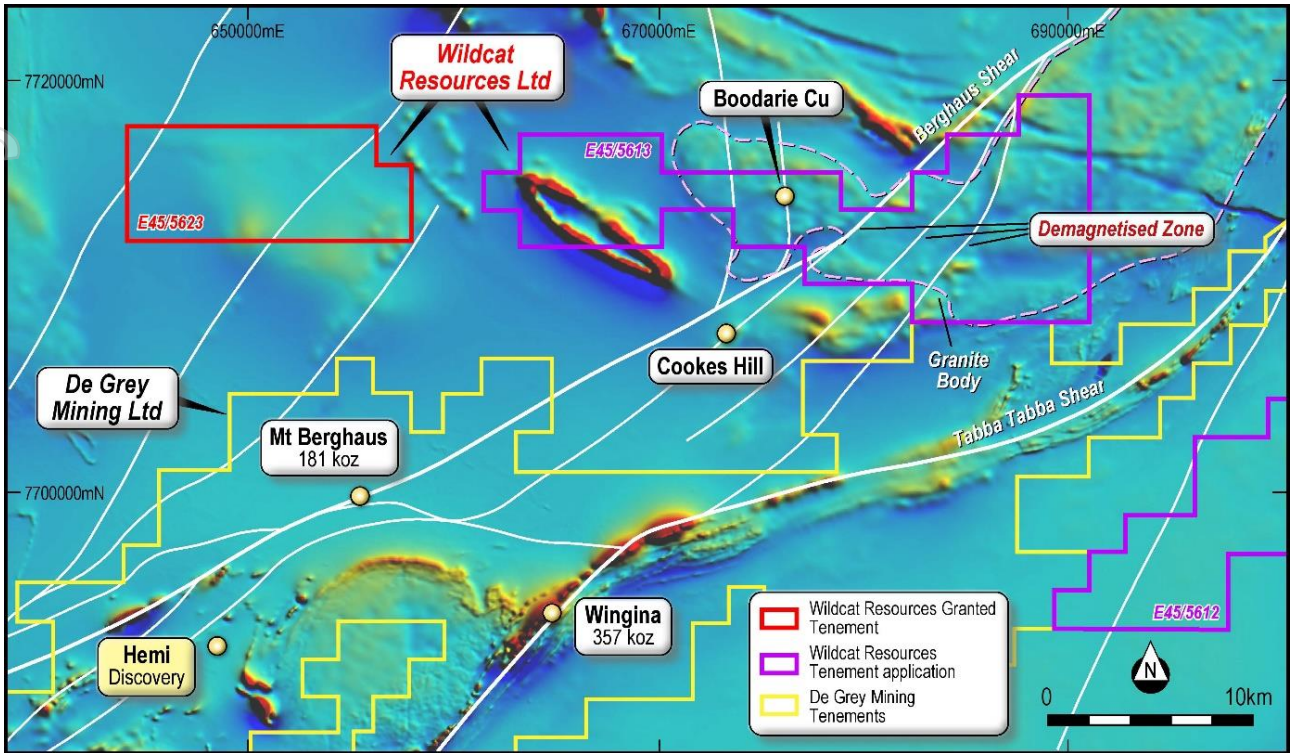 650000mE
670000mE
690000mE
7720000mN
Wildcat
Resources Ltd
Boodarie Cu
Berghaus Shear
E45/5613
E45/5623
Demagnetised Zone
De Grey
Mining Ltd
Cookes Hill
Granite
Body
Tabba Tabba Shear
Mt Berghaus
181 koz
7700000mN
Wingina
357 koz
Hemi
Discovery
Wildcat Resources Granted
Tenement
Wildcat Resources
Tenement application
De Grey Mining
Tenements
E45/5612
N
0
10km